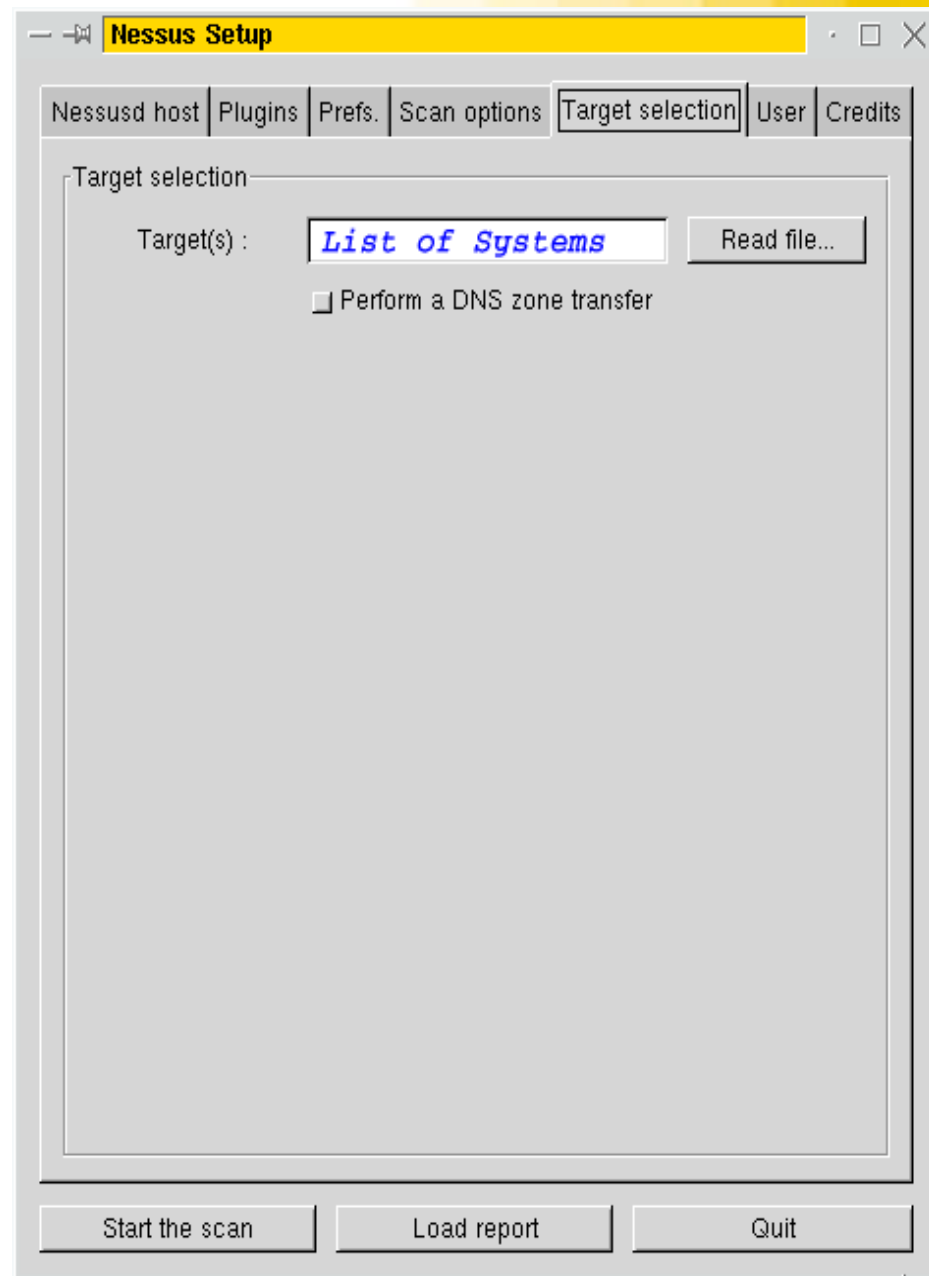 Nessus Setup
Nessusd host Plugins Prefs. Scan options Target selection User Credits
Target selection
Target(s) : List of Systems Read file...
Perform a DNS zone transfer
Start the scan Load report Quit